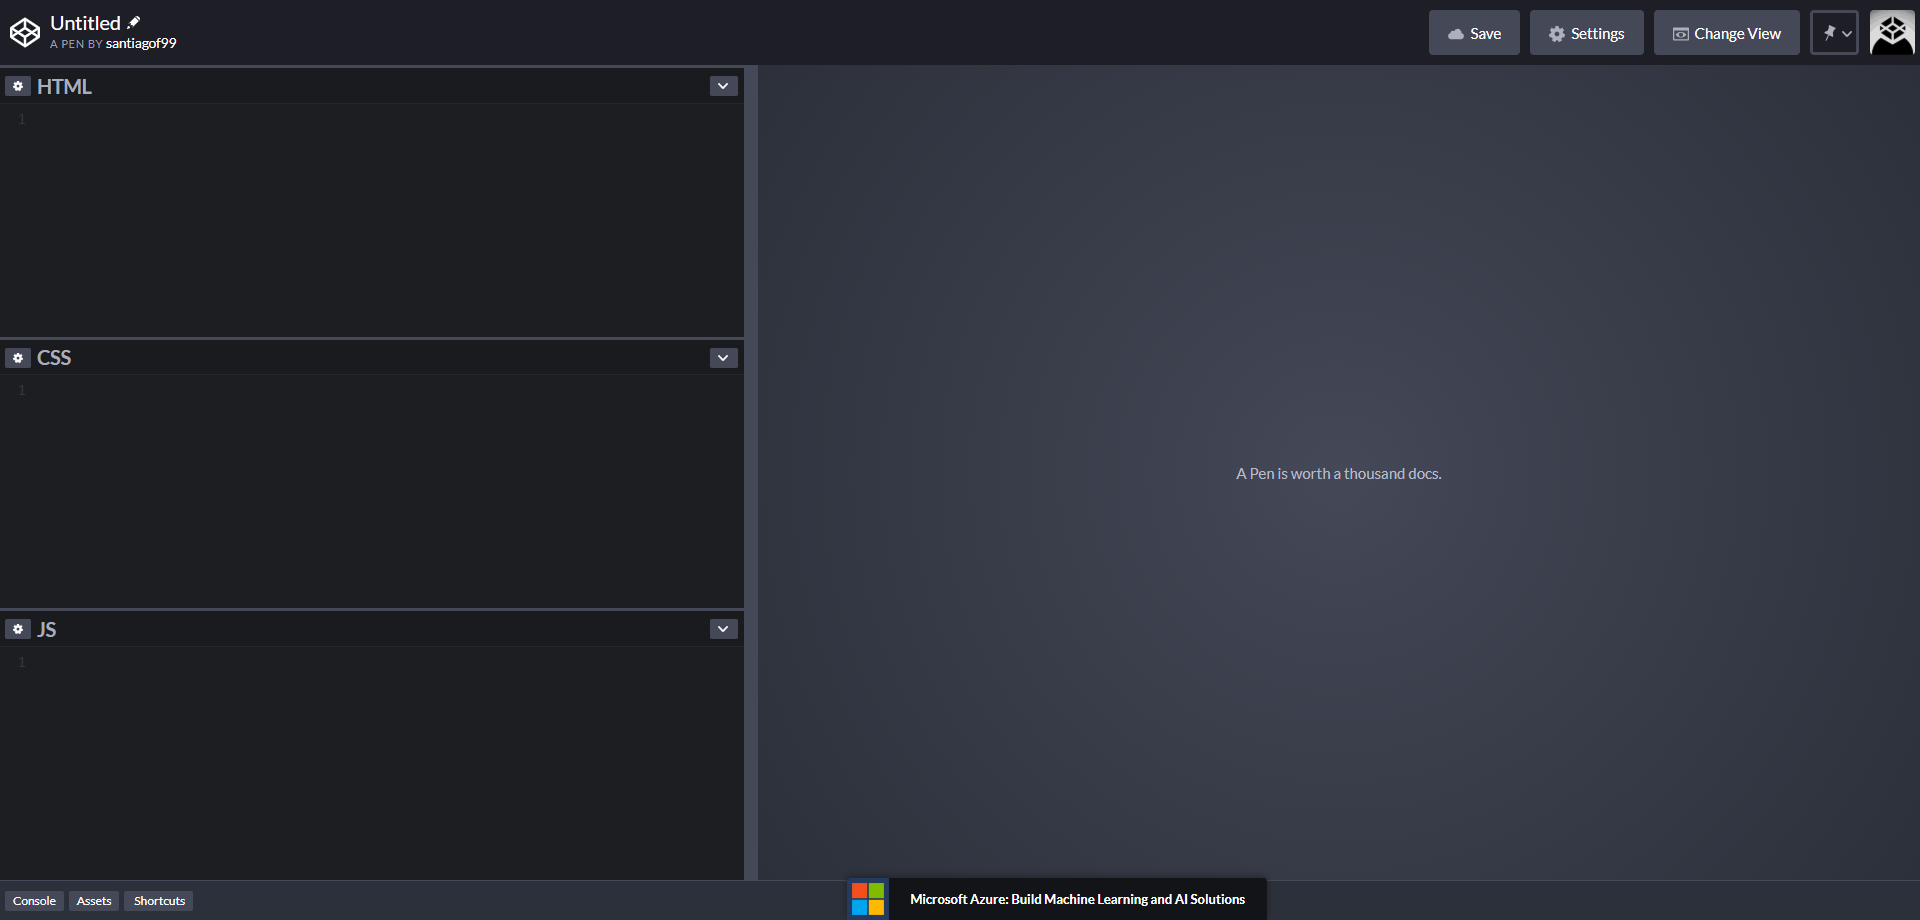 Untitled
A PEN BY santiagof99
Save
Settings
Change View
HTML
1
CSS
1
JS
1
A Pen is worth a thousand docs.
Console
Assets
Shortcuts
Microsoft Azure: Build Machine Learning and AI Solutions